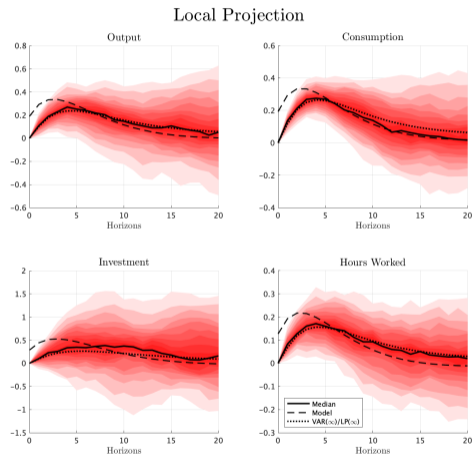 Local Projection
Output
0.8
0.6
0.4
0.2
0
-0.2
-0.4
-0.6
0 5 10 15 20
Horizons
Consumption
0.6
0.4
0.2
0
-0.2
-0.4
0 5 10 15 20
Horizons
Investment
2
1.5
1
0.5
0
-0.5
-1
-1.5
0 5 10 15 20
Horizons
Hours Worked
0.4
0.3
0.2
0.1
0
-0.1
-0.2
-0.3
0 5 10 15 20
Horizons
Median
Model
VAR(∞)/LP(∞)